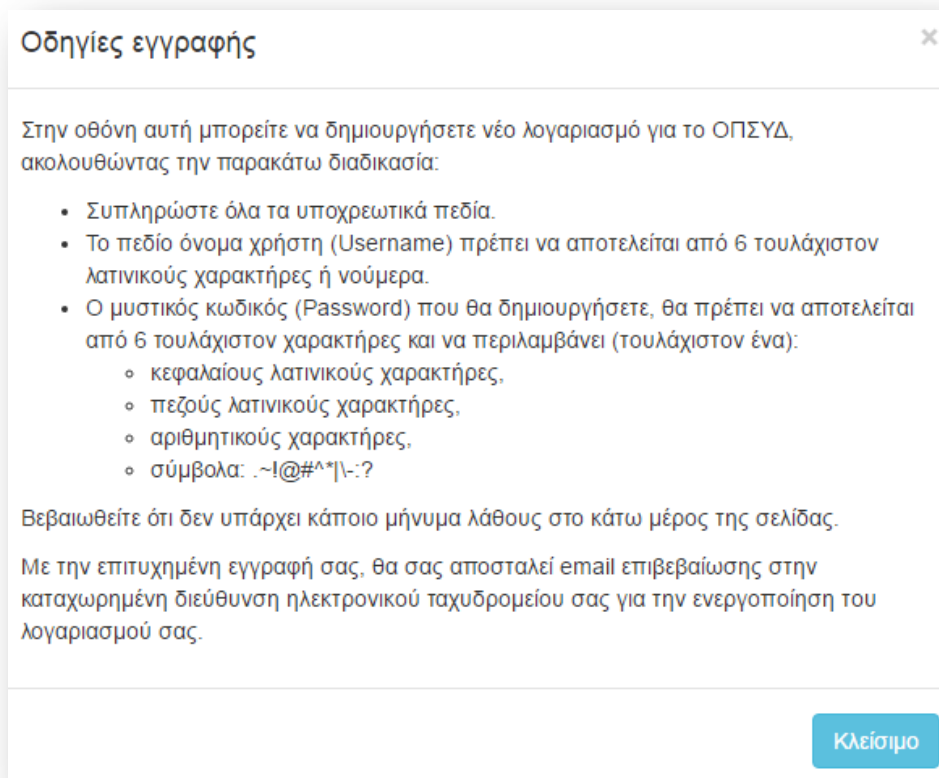 Οδηγίες εγγραφής
×
Στην οθόνη αυτή μπορείτε να δημιουργήσετε νέο λογαριασμό για το ΟΠΣΥΔ,
ακολουθώντας την παρακάτω διαδικασία:
• Συπληρώστε όλα τα υποχρεωτικά πεδία.
• Το πεδίο όνομα χρήστη (Username) πρέπει να αποτελείται από 6 τουλάχιστον
λατινικούς χαρακτήρες ή νούμερα.
• Ο μυστικός κωδικός (Password) που θα δημιουργήσετε, θα πρέπει να αποτελείται
από 6 τουλάχιστον χαρακτήρες και να περιλαμβάνει (τουλάχιστον ένα):
◦ κεφαλαίους λατινικούς χαρακτήρες,
◦ πεζούς λατινικούς χαρακτήρες,
◦ αριθμητικούς χαρακτήρες,
◦ σύμβολα: .~!@#^*|\-:?
Βεβαιωθείτε ότι δεν υπάρχει κάποιο μήνυμα λάθους στο κάτω μέρος της σελίδας.
Με την επιτυχημένη εγγραφή σας, θα σας αποσταλεί email επιβεβαίωσης στην
καταχωρημένη διεύθυνση ηλεκτρονικού ταχυδρομείου σας για την ενεργοποίηση του
λογαριασμού σας.
Κλείσιμο